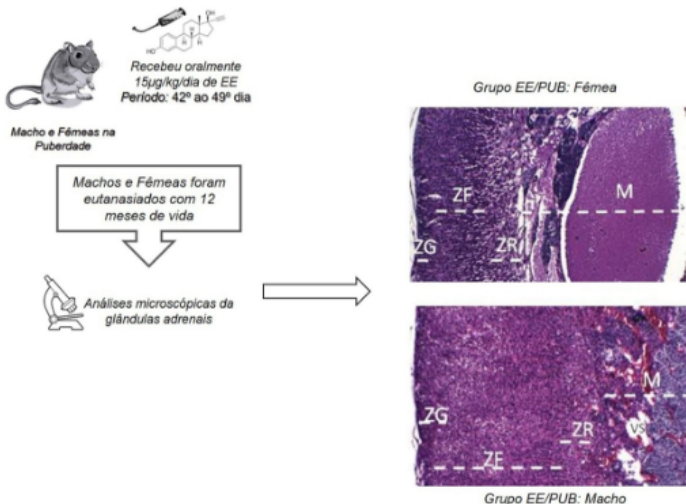 OH
HO
H
H
H
Recebeu oralmente
15µg/kg/dia de EE
Período: 42º ao 49º dia
Macho e Fêmeas na
Puberdade
Machos e Fêmeas foram
eutanasiados com 12
meses de vida
Análises microscópicas da
glândulas adrenais
Grupo EE/PUB: Fêmea
ZF
M
ZG
ZR
M
ZG
ZR
VS
ZF
Grupo EE/PUB: Macho